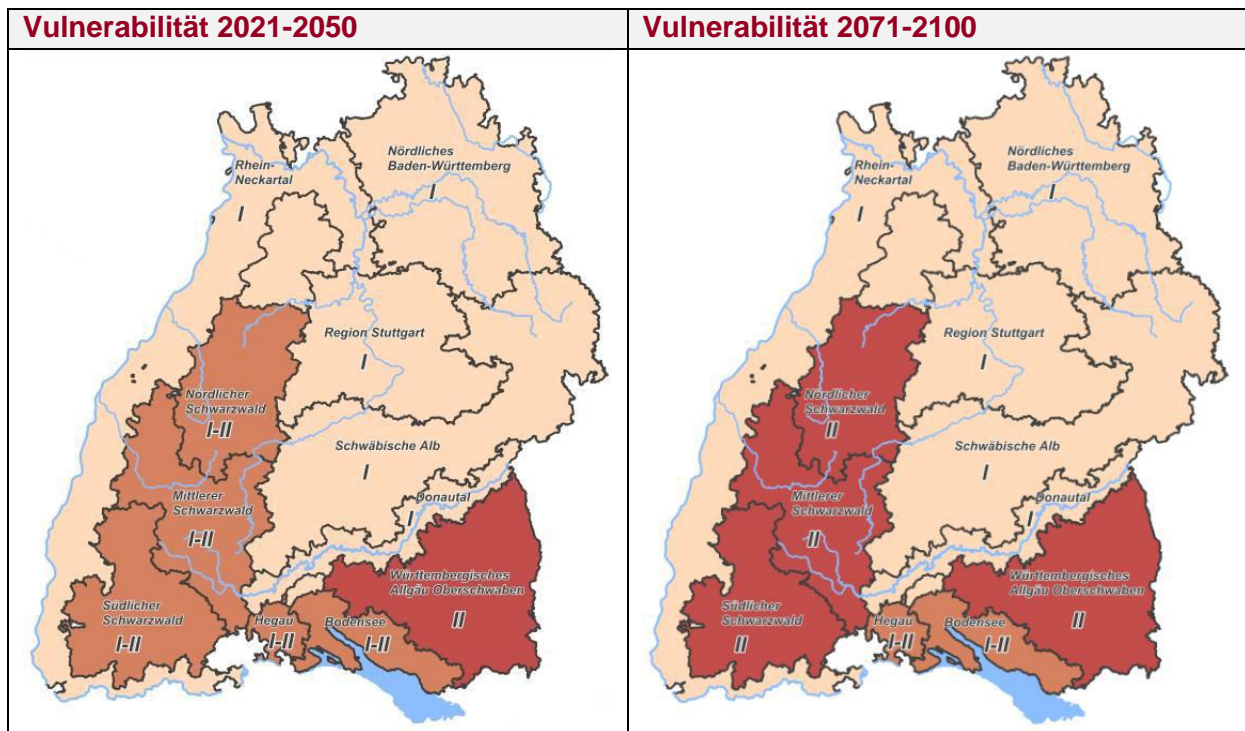 Vulnerabilität 2021-2050
Rhein-
Neckartal
I
Nördliches
Baden-Württemberg
I
Region Stuttgart
I
Nördlicher
Schwarzwald
I-II
Schwäbische Alb
I
Mittlerer
Schwarzwald
I-II
Donautal
I
Württembergisches
Allgäu Oberschwaben
II
Südlicher
Schwarzwald
I-II
Hegau
I-II
Bodensee
I-II
Vulnerabilität 2071-2100
Rhein-
Neckartal
I
Nördliches
Baden-Württemberg
I
Region Stuttgart
I
Nördlicher
Schwarzwald
II
Schwäbische Alb
I
Mittlerer
Schwarzwald
II
Donautal
I
Württembergisches
Allgäu Oberschwaben
II
Südlicher
Schwarzwald
II
Hegau
I-II
Bodensee
I-II